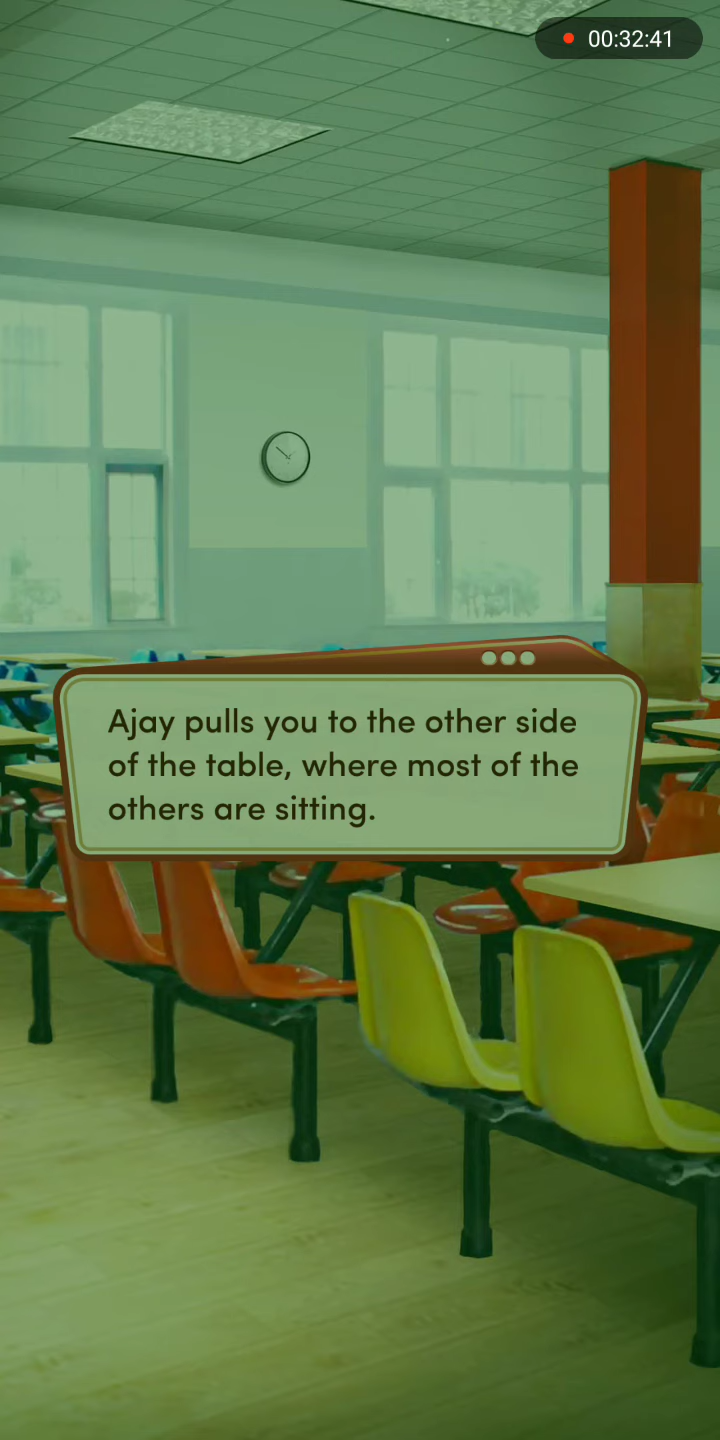 00:32:41
Ajay pulls you to the other side
of the table, where most of the
others are sitting.